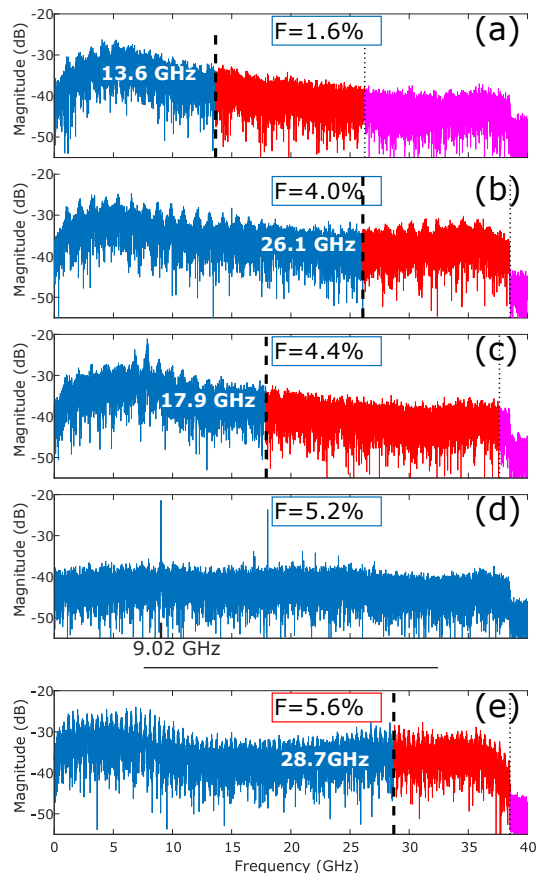 -20
F=1.6%
(a)
-30
13.6 GHz
-40
-50
Magnitude (dB)
-20
F=4.0%
(b)
-30
26.1 GHz
-40
-50
Magnitude (dB)
-20
F=4.4%
(c)
-30
17.9 GHz
-40
-50
Magnitude (dB)
-20
F=5.2%
(d)
-30
-40
-50
Magnitude (dB)
9.02 GHz
-20
F=5.6%
(e)
-30
28.7GHz
-40
-50
Magnitude (dB)
0 5 10 15 20 25 30 35 40
Frequency (GHz)